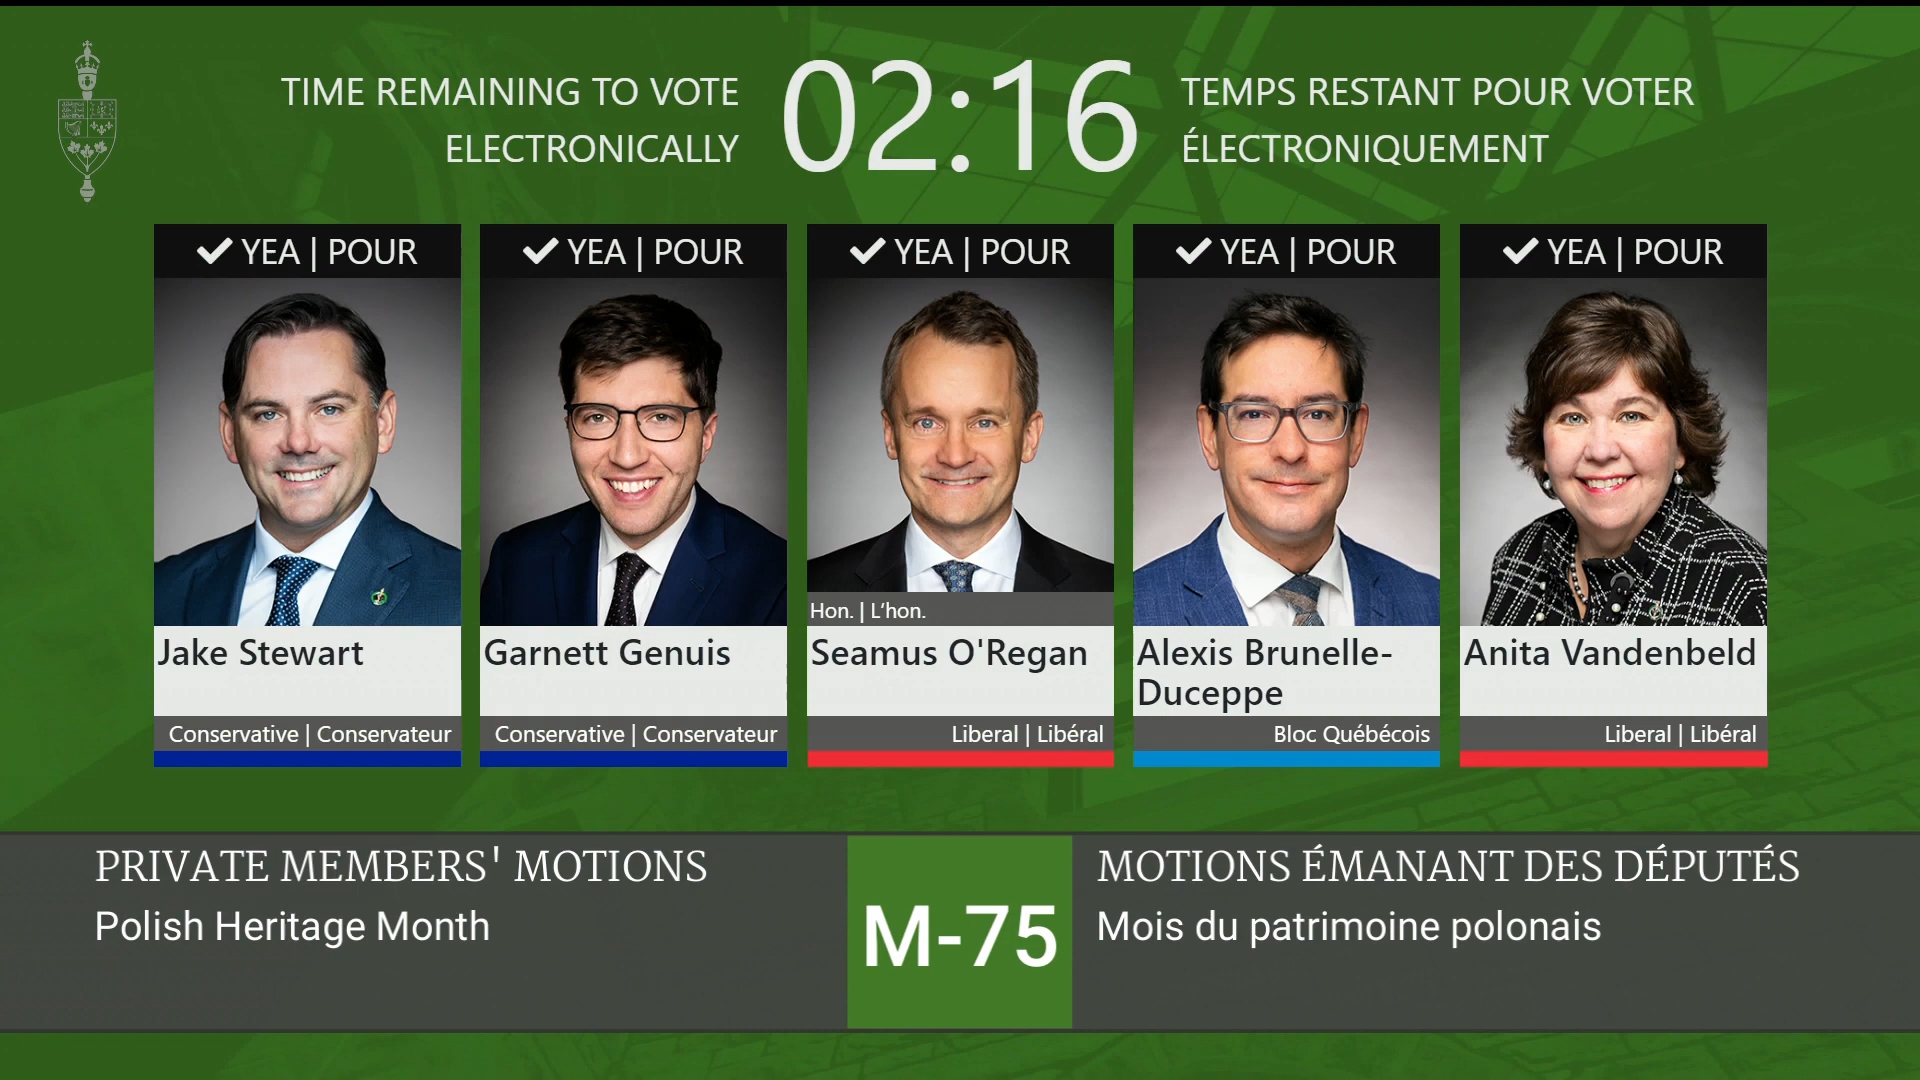 TIME REMAINING TO VOTE
ELECTRONICALLY
02:16
TEMPS RESTANT POUR VOTER
ÉLECTRONIQUEMENT
YEA | POUR
Jake Stewart
Conservative | Conservateur
YEA | POUR
Garnett Genuis
Conservative | Conservateur
YEA | POUR
Hon. | L’hon.
Seamus O'Regan
Liberal | Libéral
YEA | POUR
Alexis Brunelle-
Duceppe
Bloc Québécois
YEA | POUR
Anita Vandenbeld
Liberal | Libéral
PRIVATE MEMBERS' MOTIONS
Polish Heritage Month
M-75
MOTIONS ÉMANANT DES DÉPUTÉS
Mois du patrimoine polonais